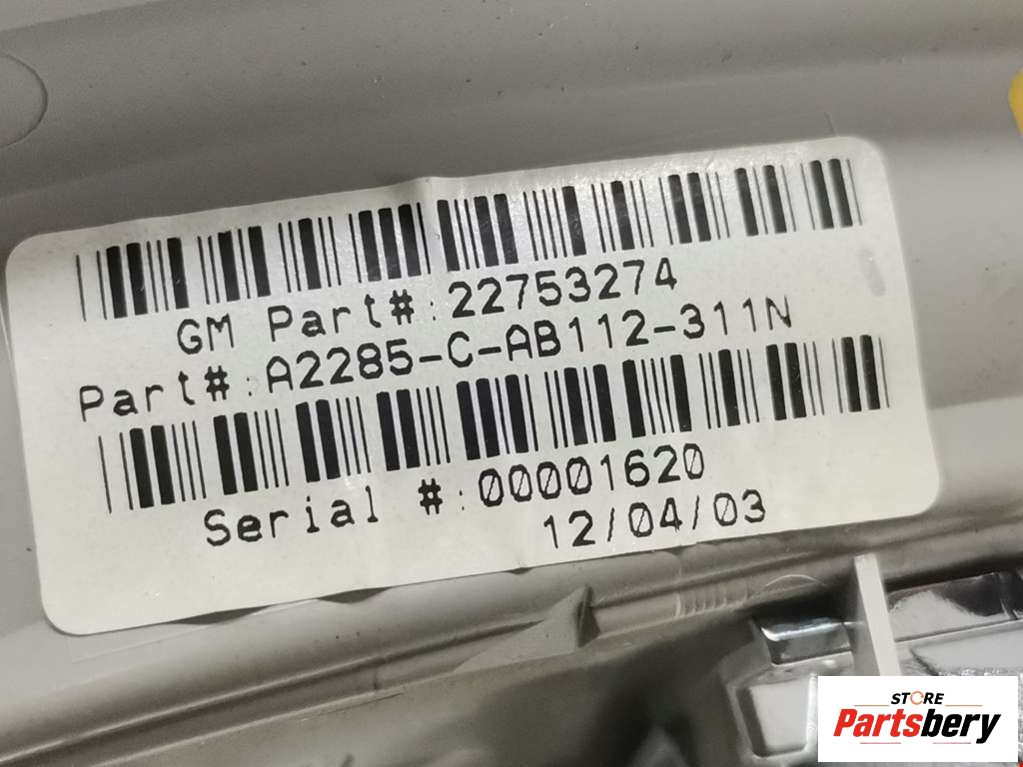 GM Part#:22753274
Part#:A2285-C-AB112-311N
Serial #:00001620
12/04/03
STORE
Partsbery